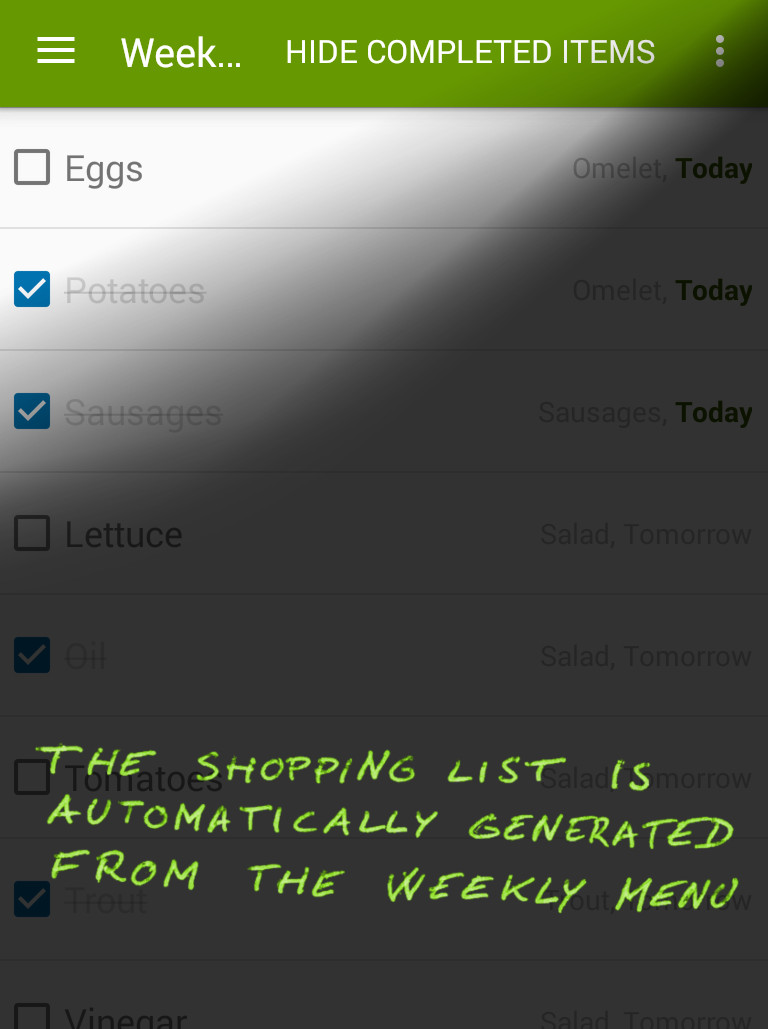 Week... HIDE COMPLETED ITEMS
Eggs Omelet, Today
Potatoes Omelet, Today
Sausages Sausages, Today
Lettuce Salad, Tomorrow
Oil Salad, Tomorrow
Tomatoes Salad, Tomorrow
THE SHOPPING LIST IS
AUTOMATICALLY GENERATED
FROM THE WEEKLY MENU
Trout Trout, Tomorrow
Vinegar Salad, Tomorrow